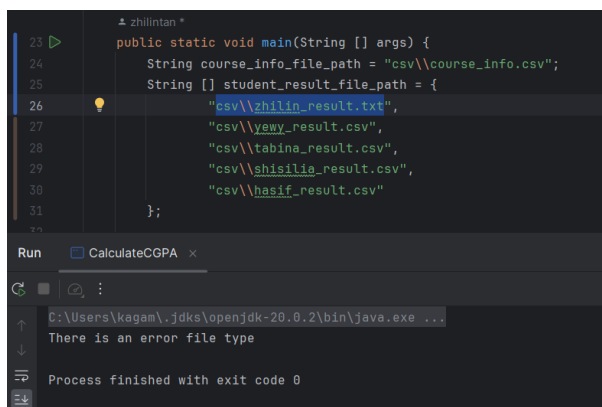 zhilintan *
23 public static void main(String [] args) {
24 String course_info_file_path = "csv\\course_info.csv";
25 String [] student_result_file_path = {
26 "csv\\zhilin_result.txt",
27 "csv\\yewy_result.csv",
28 "csv\\tabina_result.csv",
29 "csv\\shisilia_result.csv",
30 "csv\\hasif_result.csv"
31 };
32
Run CalculateCGPA ×
C:\Users\kagam\.jdks\openjdk-20.0.2\bin\java.exe ...
There is an error file type
Process finished with exit code 0